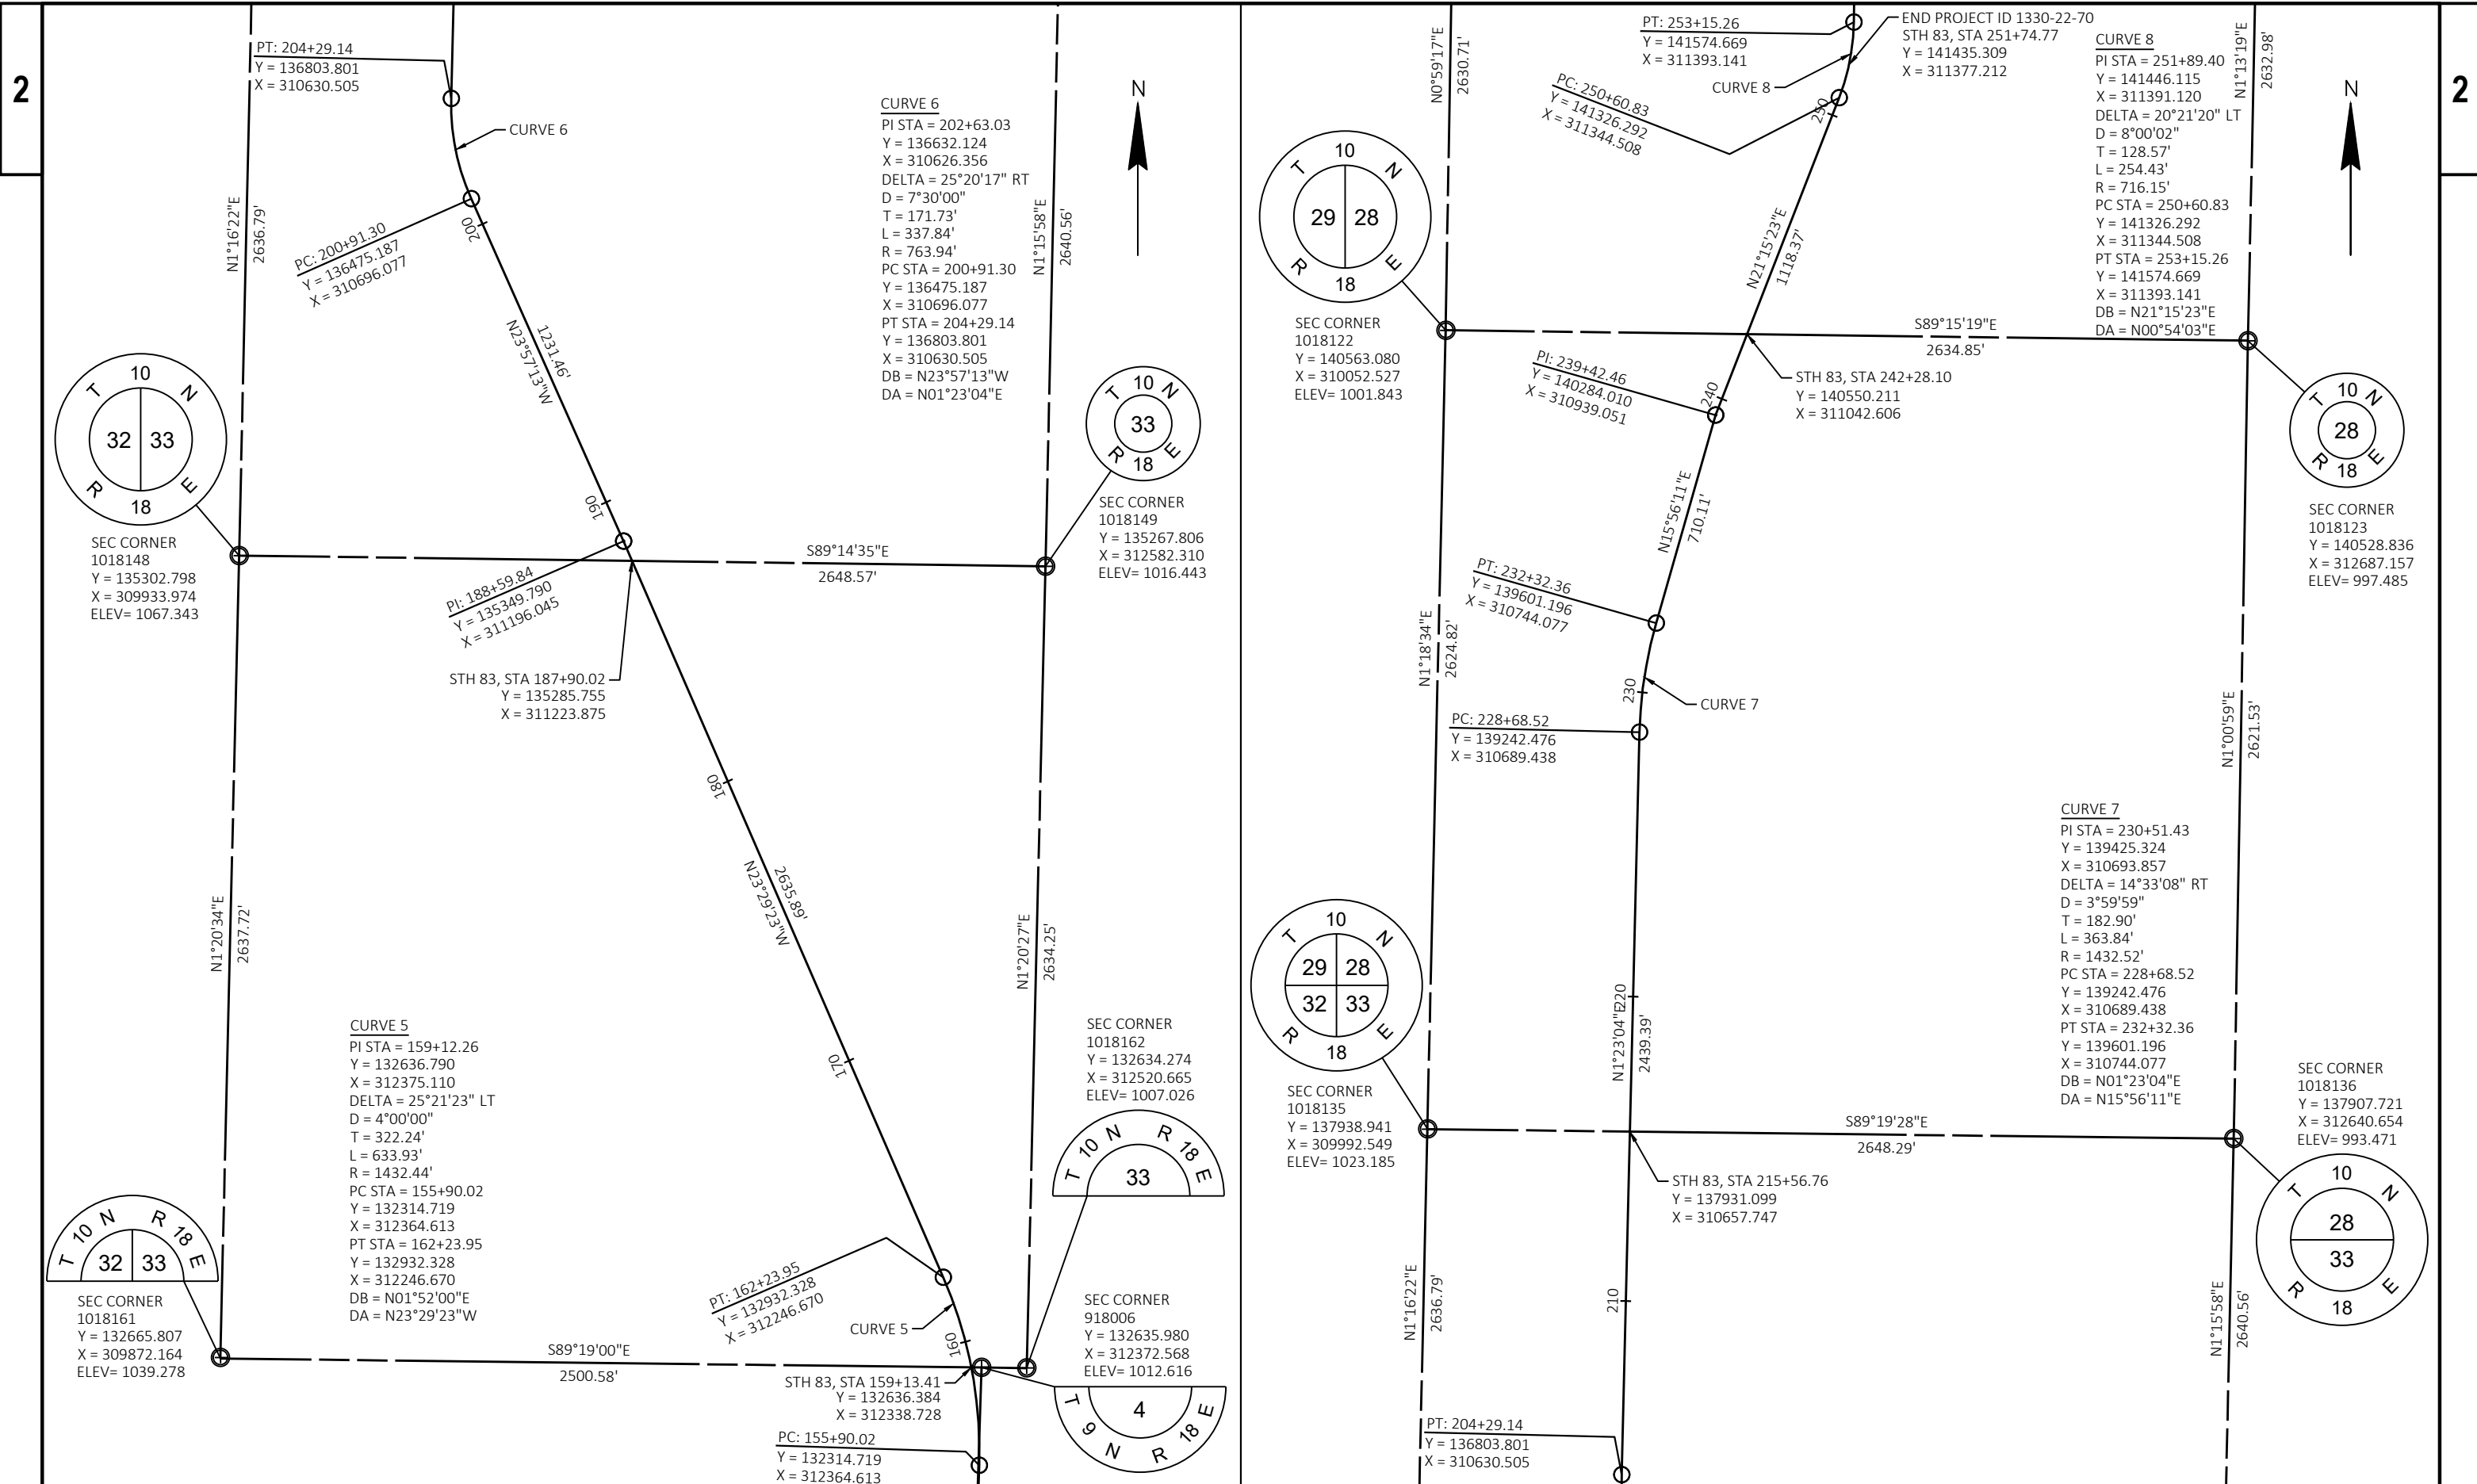 2
PT: 204+29.14
Y = 136803.801
X = 310630.505
CURVE 6
CURVE 6
PI STA = 202+63.03
Y = 136632.124
X = 310626.356
DELTA = 25°20'17" RT
D = 7°30'00"
T = 171.73'
L = 337.84'
R = 763.94'
PC STA = 200+91.30
Y = 136475.187
X = 310696.077
PT STA = 204+29.14
Y = 136803.801
X = 310630.505
DB = N23°57'13"W
DA = N01°23'04"E
N
N1°16'22"E
2636.79'
N1°15'58"E
2640.56'
PC: 200+91.30
Y = 136475.187
X = 310696.077
200
1231.46'
N23°57'13"W
T 10 N
32 33
R 18 E
SEC CORNER
1018148
Y = 135302.798
X = 309933.974
ELEV= 1067.343
T 10 N
33
R 18 E
SEC CORNER
1018149
Y = 135267.806
X = 312582.310
ELEV= 1016.443
190
S89°14'35"E
2648.57'
PI: 188+59.84
Y = 135349.790
X = 311196.045
STH 83, STA 187+90.02
Y = 135285.755
X = 311223.875
180
2635.89'
N23°29'23"W
N1°20'34"E
2637.72'
N1°20'27"E
2634.25'
170
CURVE 5
PI STA = 159+12.26
Y = 132636.790
X = 312375.110
DELTA = 25°21'23" LT
D = 4°00'00"
T = 322.24'
L = 633.93'
R = 1432.44'
PC STA = 155+90.02
Y = 132314.719
X = 312364.613
PT STA = 162+23.95
Y = 132932.328
X = 312246.670
DB = N01°52'00"E
DA = N23°29'23"W
SEC CORNER
1018162
Y = 132634.274
X = 312520.665
ELEV= 1007.026
T 10 N R 18 E
33
T 10 N R 18 E
32 33
SEC CORNER
1018161
Y = 132665.807
X = 309872.164
ELEV= 1039.278
PT: 162+23.95
Y = 132932.328
X = 312246.670
CURVE 5
160
S89°19'00"E
2500.58'
SEC CORNER
918006
Y = 132635.980
X = 312372.568
ELEV= 1012.616
4
T 9 N R 18 E
STH 83, STA 159+13.41
Y = 132636.384
X = 312338.728
PC: 155+90.02
Y = 132314.719
X = 312364.613
PT: 253+15.26
Y = 141574.669
X = 311393.141
END PROJECT ID 1330-22-70
STH 83, STA 251+74.77
Y = 141435.309
X = 311377.212
CURVE 8
PC: 250+60.83
Y = 141326.292
X = 311344.508
250
CURVE 8
PI STA = 251+89.40
Y = 141446.115
X = 311391.120
DELTA = 20°21'20" LT
D = 8°00'02"
T = 128.57'
L = 254.43'
R = 716.15'
PC STA = 250+60.83
Y = 141326.292
X = 311344.508
PT STA = 253+15.26
Y = 141574.669
X = 311393.141
DB = N21°15'23"E
DA = N00°54'03"E
N0°59'17"E
2630.71'
N1°13'19"E
2632.98'
N
2
T 10 N
29 28
R 18 E
SEC CORNER
1018122
Y = 140563.080
X = 310052.527
ELEV= 1001.843
N21°15'23"E
1118.37'
S89°15'19"E
2634.85'
STH 83, STA 242+28.10
Y = 140550.211
X = 311042.606
PI: 239+42.46
Y = 140284.010
X = 310939.051
240
T 10 N
28
R 18 E
SEC CORNER
1018123
Y = 140528.836
X = 312687.157
ELEV= 997.485
N15°56'11"E
710.11'
PT: 232+32.36
Y = 139601.196
X = 310744.077
N1°18'34"E
2624.82'
230
CURVE 7
PC: 228+68.52
Y = 139242.476
X = 310689.438
N1°00'59"E
2621.53'
CURVE 7
PI STA = 230+51.43
Y = 139425.324
X = 310693.857
DELTA = 14°33'08" RT
D = 3°59'59"
T = 182.90'
L = 363.84'
R = 1432.52'
PC STA = 228+68.52
Y = 139242.476
X = 310689.438
PT STA = 232+32.36
Y = 139601.196
X = 310744.077
DB = N01°23'04"E
DA = N15°56'11"E
T 10 N
29 28
32 33
R 18 E
SEC CORNER
1018135
Y = 137938.941
X = 309992.549
ELEV= 1023.185
220
N1°23'04"E
2439.39'
S89°19'28"E
2648.29'
STH 83, STA 215+56.76
Y = 137931.099
X = 310657.747
SEC CORNER
1018136
Y = 137907.721
X = 312640.654
ELEV= 993.471
T 10 N
28
33
R 18 E
210
N1°16'22"E
2636.79'
N1°15'58"E
2640.56'
PT: 204+29.14
Y = 136803.801
X = 310630.505